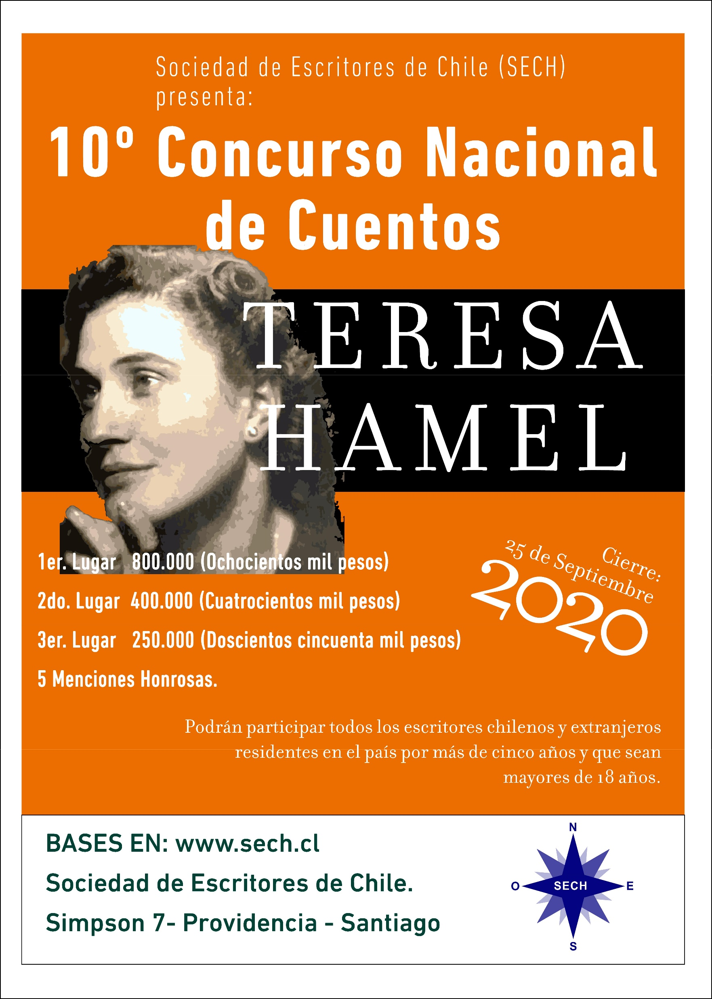 Sociedad de Escritores de Chile (SECH)
presenta:
10º Concurso Nacional
de Cuentos
TERESA
HAMEL
1er. Lugar 800.000 (Ochocientos mil pesos)
2do. Lugar 400.000 (Cuatrocientos mil pesos)
3er. Lugar 250.000 (Doscientos cincuenta mil pesos)
5 Menciones Honrosas.
Cierre:
25 de Septiembre
2020
Podrán participar todos los escritores chilenos y extranjeros
residentes en el país por más de cinco años y que sean
mayores de 18 años.
BASES EN: www.sech.cl
Sociedad de Escritores de Chile.
Simpson 7- Providencia - Santiago
N
O
SECH
E
S